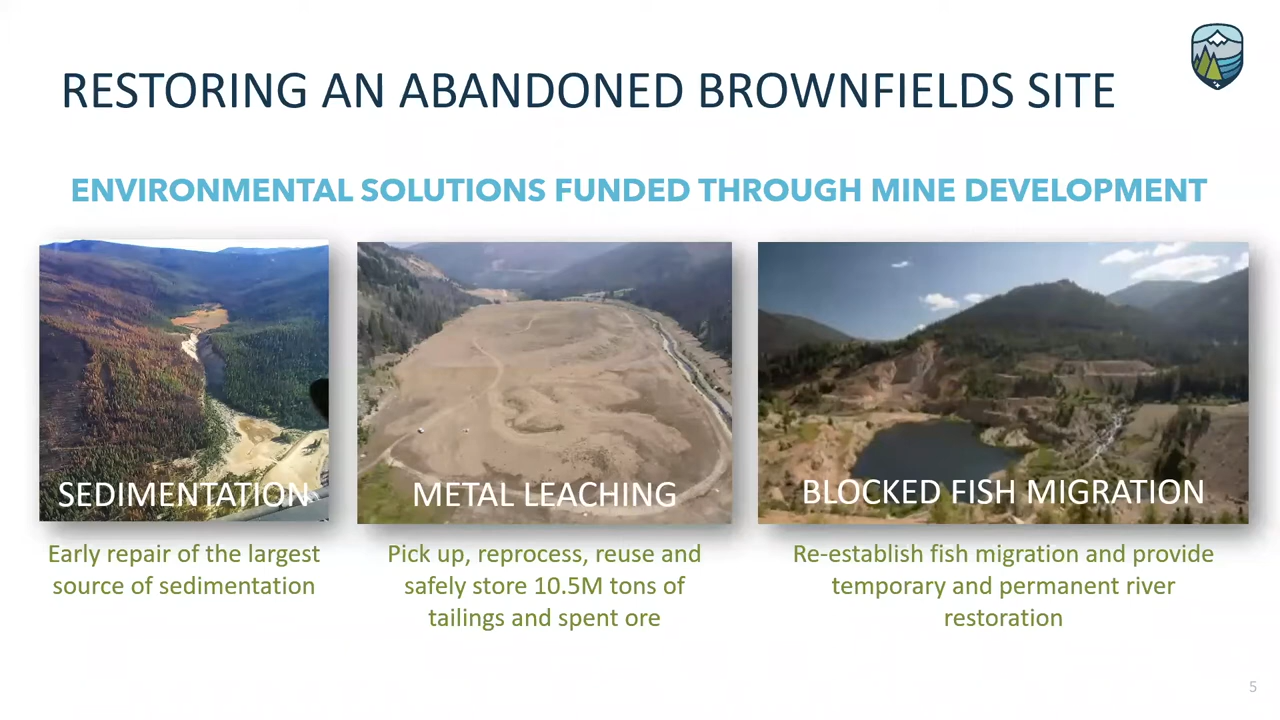 RESTORING AN ABANDONED BROWNFIELDS SITE
ENVIRONMENTAL SOLUTIONS FUNDED THROUGH MINE DEVELOPMENT
SEDIMENTATION
Early repair of the largest
source of sedimentation
METAL LEACHING
Pick up, reprocess, reuse and
safely store 10.5M tons of
tailings and spent ore
BLOCKED FISH MIGRATION
Re-establish fish migration and provide
temporary and permanent river
restoration
5